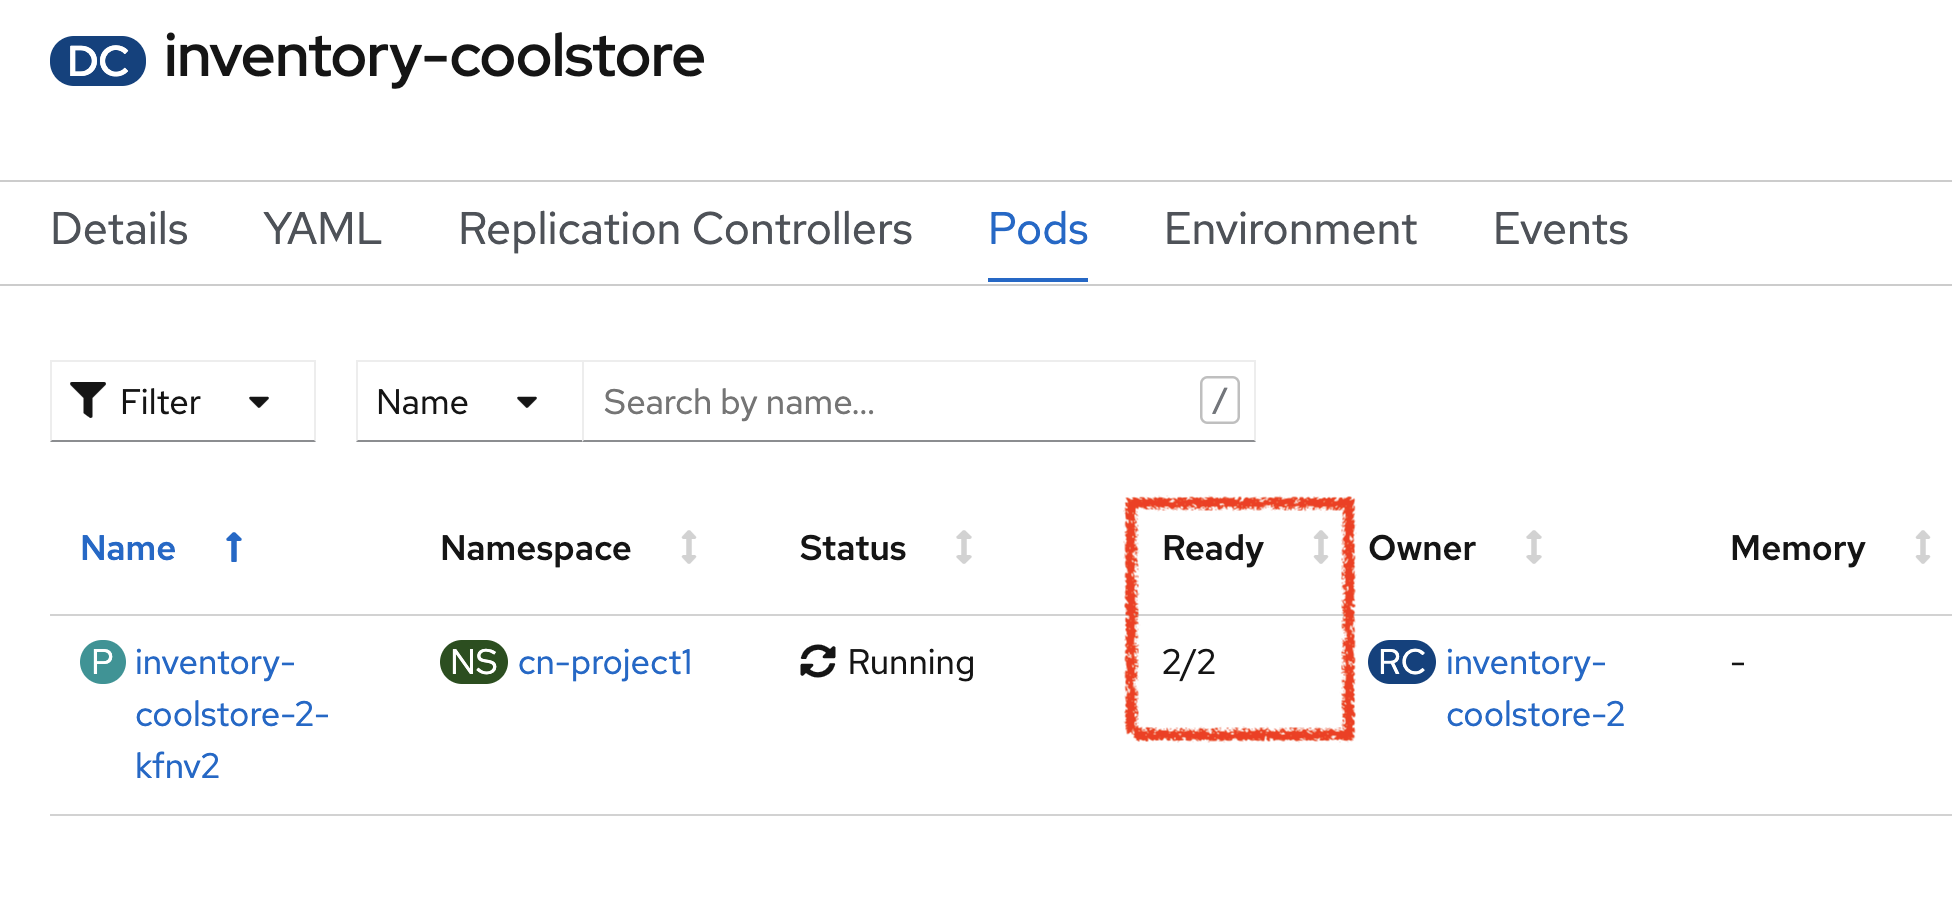 DC inventory-coolstore
Details YAML Replication Controllers Pods Environment Events
Filter Name Search by name... /
Name Namespace Status Ready Owner Memory
P inventory- NS cn-project1 Running 2/2 RC inventory- -
coolstore-2- coolstore-2
kfnv2